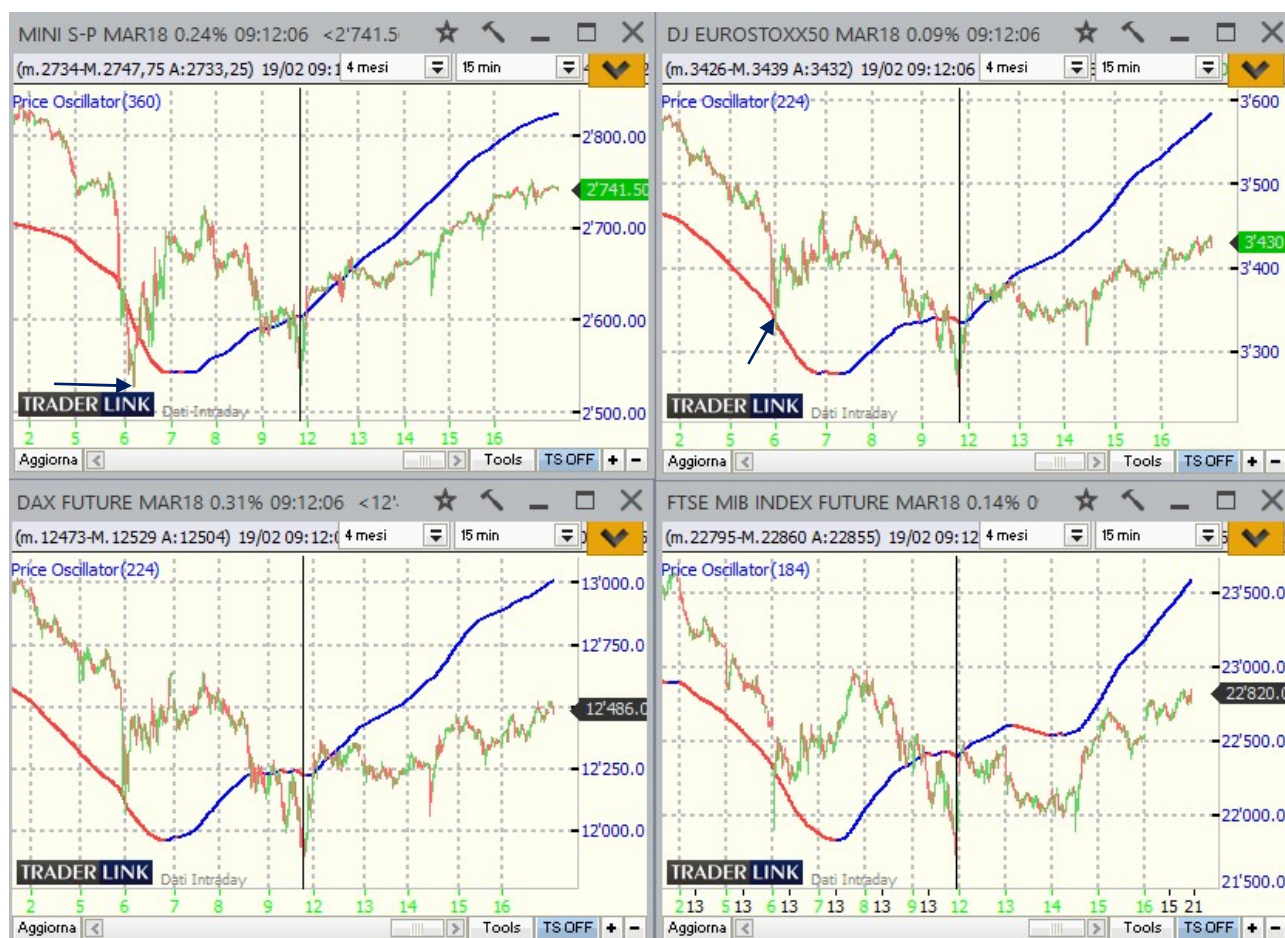 MINI S-P MAR18 0.24% 09:12:06 <2'741.5
(m.2734-M.2747,75 A:2733,25) 19/02 09:1 4 mesi 15 min
Price Oscillator(360)
2'800.00
2'741.50
2'700.00
2'600.00
2'500.00
TRADER LINK Dati Intraday
2 5 6 7 8 9 12 13 14 15 16
Aggiorna Tools TS OFF + -
DJ EUROSTOXX50 MAR18 0.09% 09:12:06
(m.3426-M.3439 A:3432) 19/02 09:12:06 4 mesi 15 min
Price Oscillator(224)
3'600
3'500
3'430
3'400
3'300
TRADER LINK Dati Intraday
2 5 6 7 8 9 12 13 14 15 16
Aggiorna Tools TS OFF + -
DAX FUTURE MAR18 0.31% 09:12:06 <12'
(m.12473-M.12529 A:12504) 19/02 09:12:0 4 mesi 15 min
Price Oscillator(224)
13'000.0
12'750.0
12'486.0
12'250.0
12'000.0
TRADER LINK Dati Intraday
2 5 6 7 8 9 12 13 14 15 16
Aggiorna Tools TS OFF + -
FTSE MIB INDEX FUTURE MAR18 0.14% 0
(m.22795-M.22860 A:22855) 19/02 09:12 4 mesi 15 min
Price Oscillator(184)
23'500.0
23'000.0
22'820.0
22'500.0
22'000.0
21'500.0
TRADER LINK Dati Intraday
2 13 5 13 6 13 7 13 8 13 9 13 12 13 14 15 16 15 21
Aggiorna Tools TS OFF + -